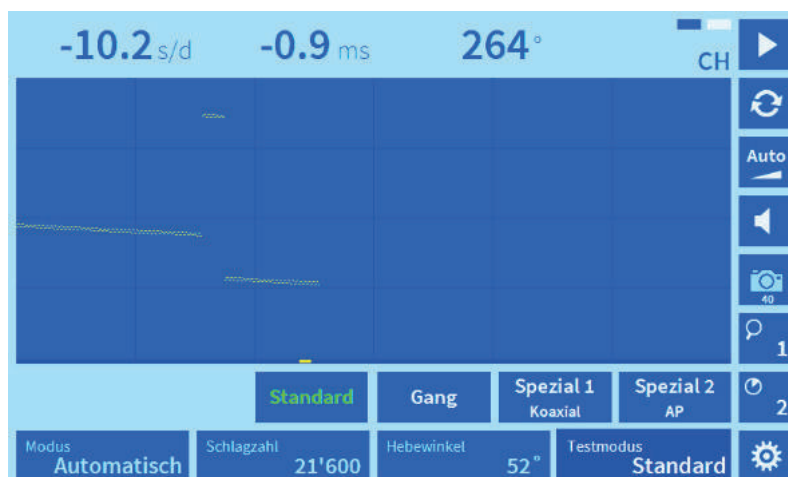 -10.2 s/d
-0.9 ms
264°
CH
Auto
40
1
Standard
Gang
Spezial 1
Koaxial
Spezial 2
AP
2
Modus
Automatisch
Schlagzahl
21'600
Hebewinkel
52°
Testmodus
Standard